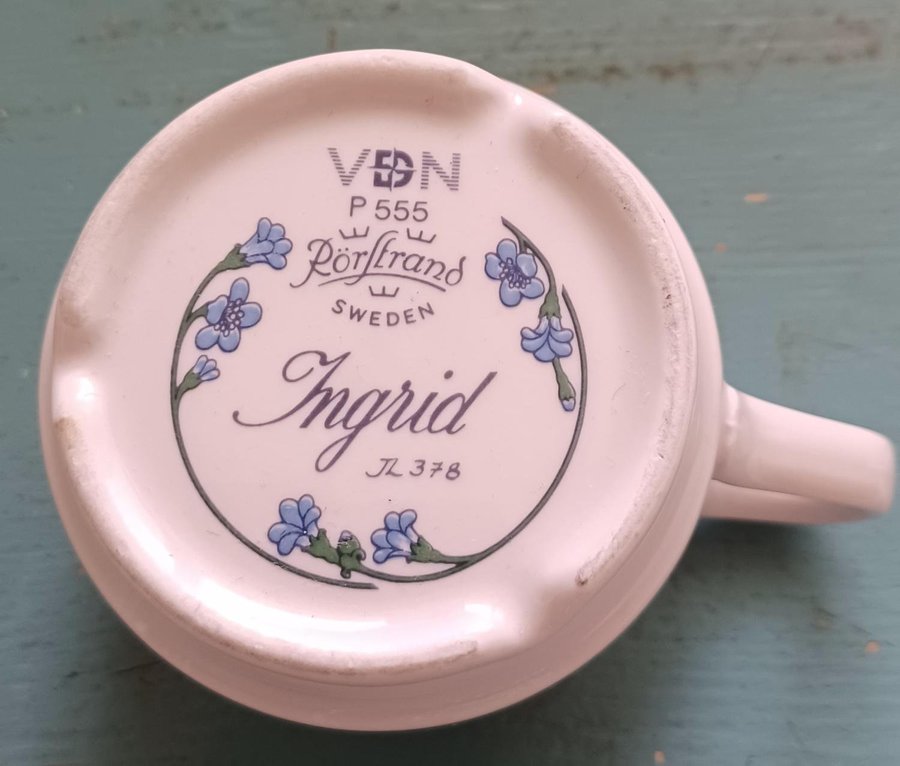 VDN
P 555
Rörstrand
SWEDEN
Ingrid
JL 378